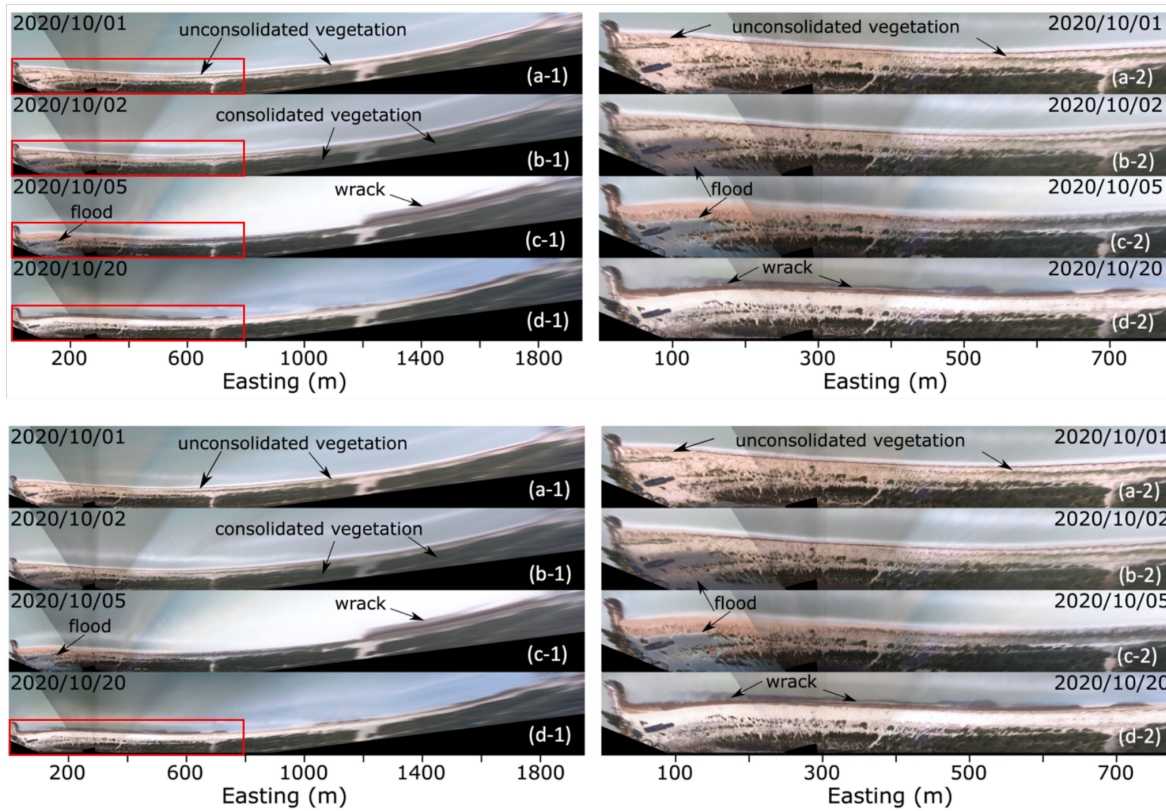 2020/10/01
unconsolidated vegetation
(a-1)
2020/10/02
consolidated vegetation
(b-1)
2020/10/05
flood
wrack
(c-1)
2020/10/20
(d-1)
200 600 1000 1400 1800
Easting (m)
unconsolidated vegetation 2020/10/01
(a-2)
2020/10/02
(b-2)
flood
2020/10/05
(c-2)
wrack
2020/10/20
(d-2)
100 300 500 700
Easting (m)
2020/10/01
unconsolidated vegetation
(a-1)
2020/10/02
consolidated vegetation
(b-1)
2020/10/05
flood
wrack
(c-1)
2020/10/20
(d-1)
200 600 1000 1400 1800
Easting (m)
unconsolidated vegetation 2020/10/01
(a-2)
2020/10/02
(b-2)
flood
2020/10/05
(c-2)
wrack
2020/10/20
(d-2)
100 300 500 700
Easting (m)